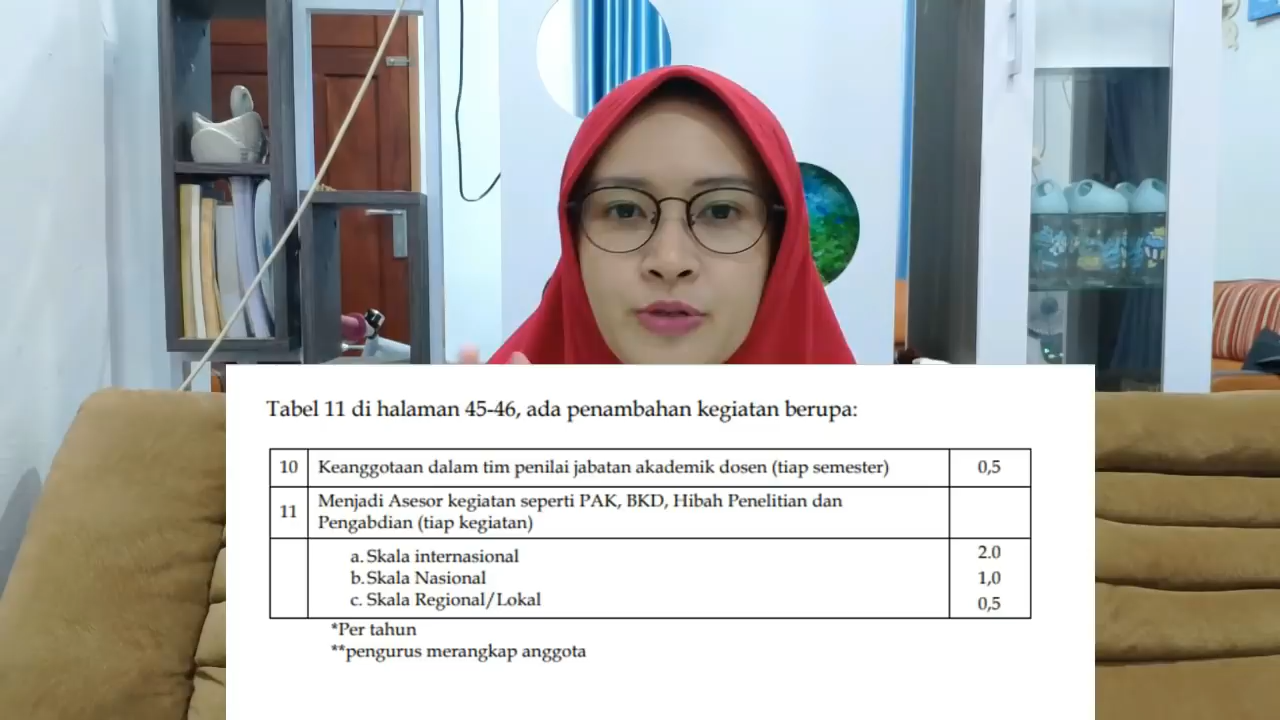 Tabel 11 di halaman 45-46, ada penambahan kegiatan berupa:
10 Keanggotaan dalam tim penilai jabatan akademik dosen (tiap semester) 0,5
11 Menjadi Asesor kegiatan seperti PAK, BKD, Hibah Penelitian dan
Pengabdian (tiap kegiatan)
a. Skala internasional 2.0
b. Skala Nasional 1,0
c. Skala Regional/Lokal 0,5
*Per tahun
**pengurus merangkap anggota